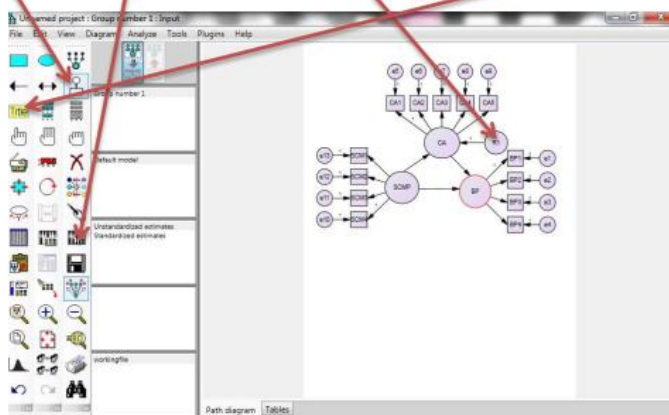 Unnamed project : Group number 1 : Input
File Edit View Diagram Analyze Tools Plugins Help
Title
Group number 1
Default model
Unstandardized estimates
Standardized estimates
workingfile
Path diagram Tables
e5 e6 e8 e9
CA1 CA2 CA3 CA4 CA5
CA
BP1 e1
BP2 e2
BP3 e3
BP4 e4
BP
SCMP
e13
e12
e11
e10